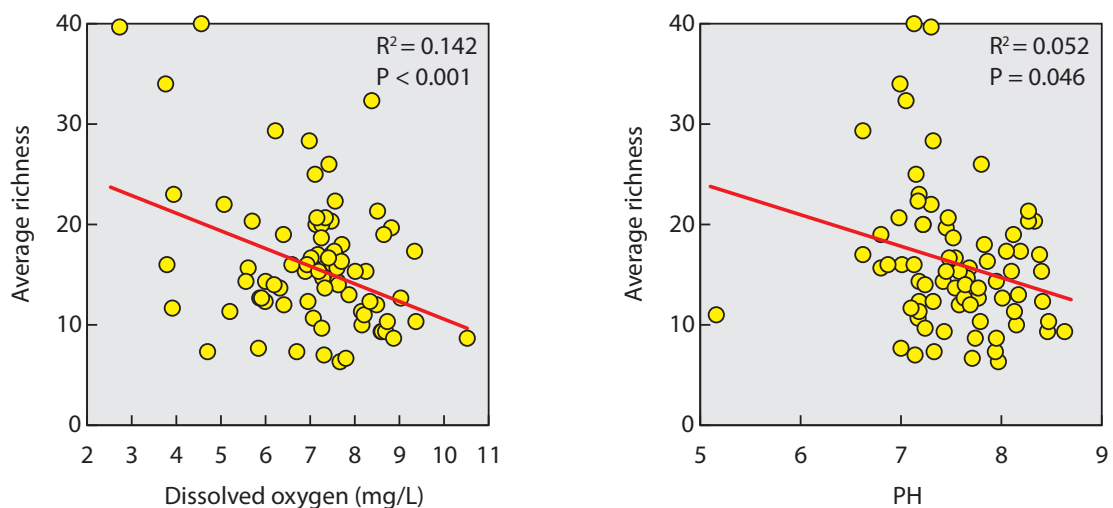 R² = 0.142
P < 0.001
Average richness
40
30
20
10
0
2 3 4 5 6 7 8 9 10 11
Dissolved oxygen (mg/L)
R² = 0.052
P = 0.046
Average richness
40
30
20
10
0
5 6 7 8 9
PH